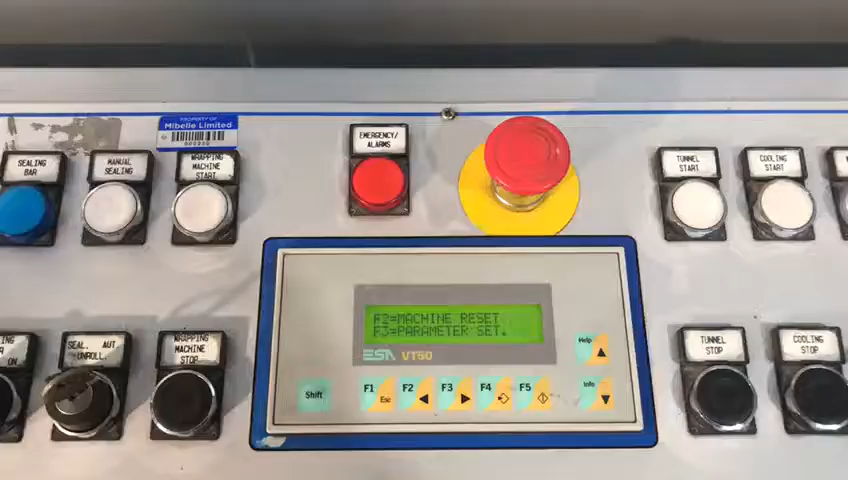 PROPERTY OF
Mibelle Limited
SEALING
BAR
MANUAL
SEALING
WRAPPING
MACHINE
START
EMERGENCY/
ALARMS
TUNNEL
START
COOLING
START
F2=MACHINE RESET
F3=PARAMETER SET.
ESA VT50
Help
Shift
F1
Esc
F2
F3
F4
F5
Info
ON
SEAL. AUT.
UNROLL.
WRAPPING
MACHINE
STOP
TUNNEL
STOP
COOLING
STOP